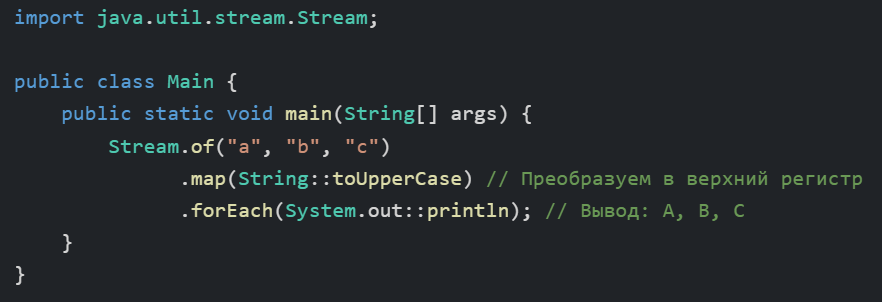 import java.util.stream.Stream;

public class Main {
    public static void main(String[] args) {
        Stream.of("a", "b", "c")
              .map(String::toUpperCase) // Преобразуем в верхний регистр
              .forEach(System.out::println); // Вывод: A, B, C
    }
}